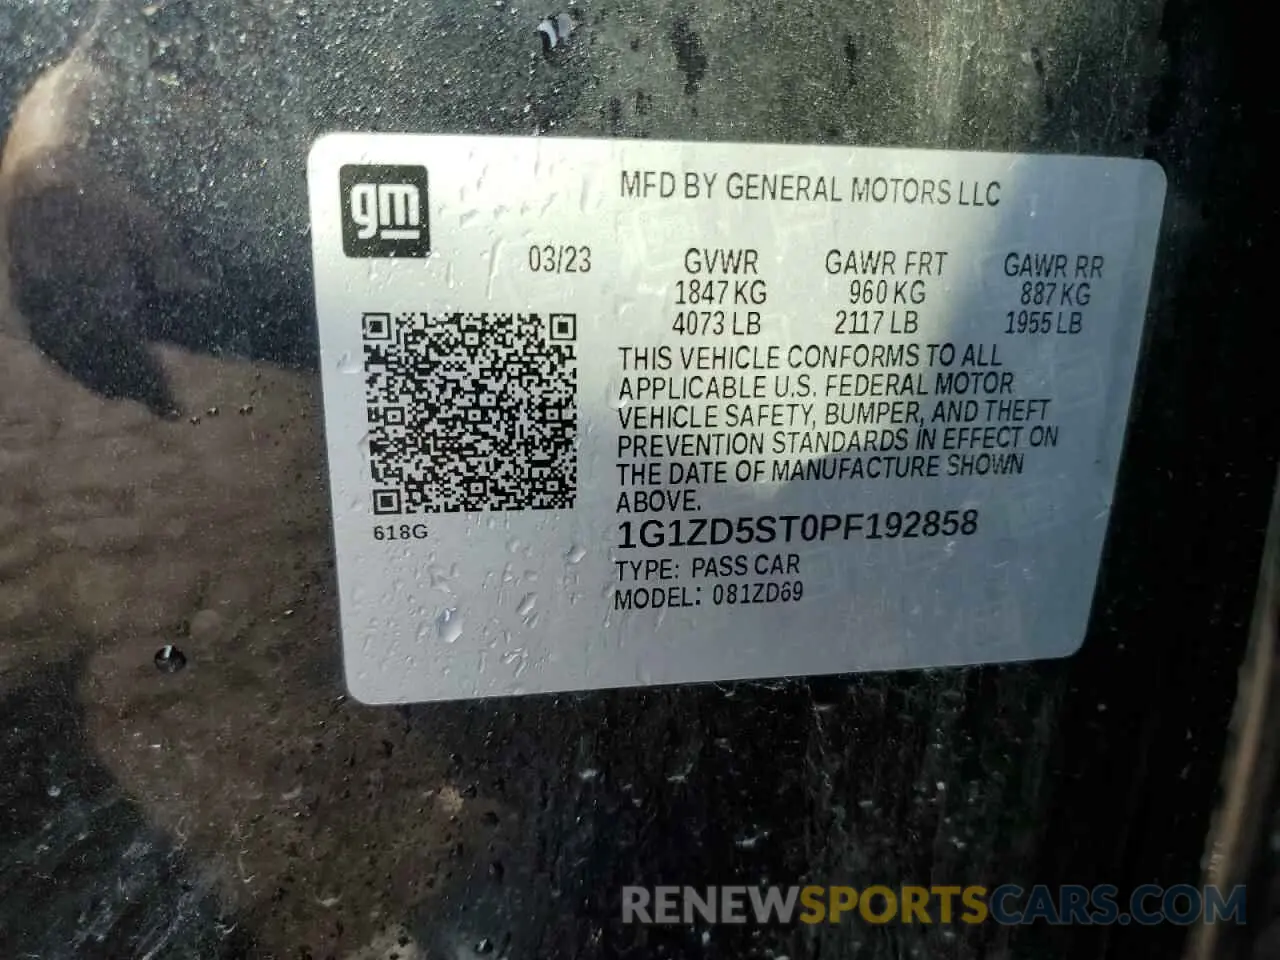 gm
MFD BY GENERAL MOTORS LLC
03/23 GVWR GAWR FRT GAWR RR
1847 KG 960 KG 887 KG
4073 LB 2117 LB 1955 LB
THIS VEHICLE CONFORMS TO ALL
APPLICABLE U.S. FEDERAL MOTOR
VEHICLE SAFETY, BUMPER, AND THEFT
PREVENTION STANDARDS IN EFFECT ON
THE DATE OF MANUFACTURE SHOWN
ABOVE.
618G
1G1ZD5ST0PF192858
TYPE: PASS CAR
MODEL: 081ZD69
RENEWSPORTSCARS.COM